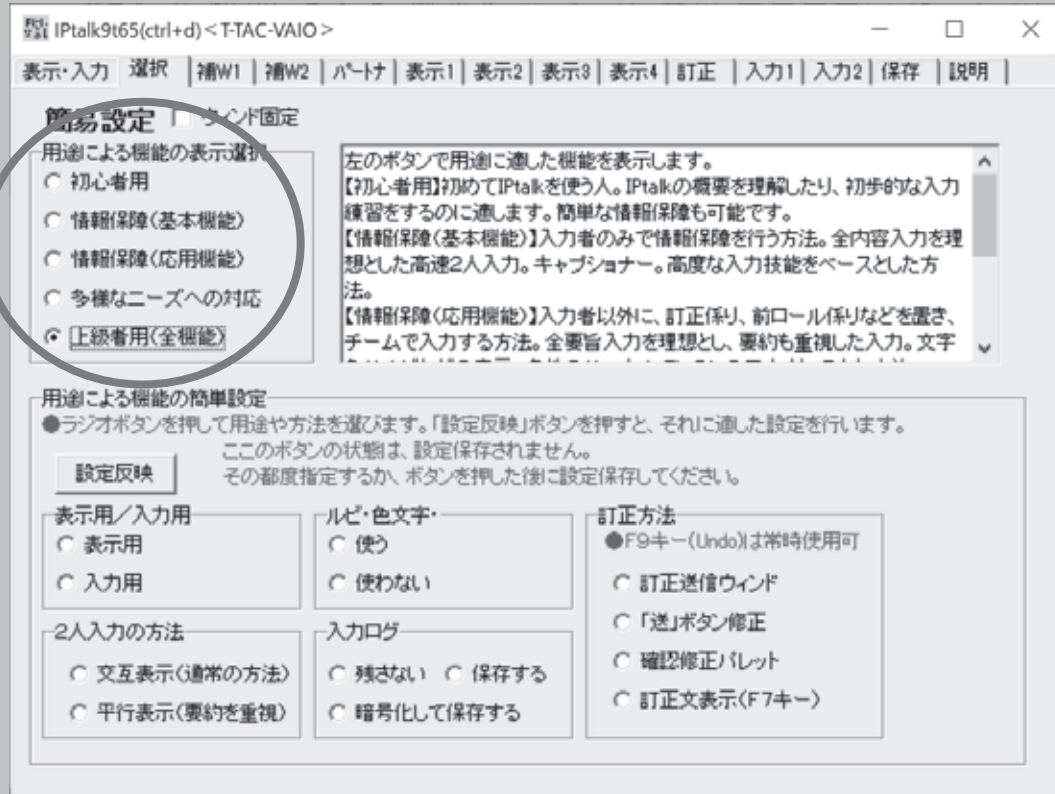 IPtalk9t65(ctrl+d)<T-TAC-VAIO>
表示・入力 選択 補W1 補W2 パートナ 表示1 表示2 表示3 表示4 訂正 入力1 入力2 保存 説明
簡易設定 ウィンド固定
用途による機能の表示選択
初心者用
情報保障(基本機能)
情報保障(応用機能)
多様なニーズへの対応
上級者用(全機能)
左のボタンで用途に適した機能を表示します。
【初心者用】初めてIPtalkを使う人。IPtalkの概要を理解したり、初歩的な入力
練習をするのに適します。簡単な情報保障も可能です。
【情報保障(基本機能)】入力者のみで情報保障を行う方法。全内容入力を理
想とした高速2人入力。キャプショナー。高度な入力技能をベースとした方
法。
【情報保障(応用機能)】入力者以外に、訂正係り、前ロール係りなどを置き、
チームで入力する方法。全要旨入力を理想とし、要約も重視した入力。文字
用途による機能の簡単設定
●ラジオボタンを押して用途や方法を選びます。「設定反映」ボタンを押すと、それに適した設定を行います。
ここのボタンの状態は、設定保存されません。
設定反映 その都度指定するか、ボタンを押した後に設定保存してください。
表示用/入力用
表示用
入力用
ルビ・色文字・
使う
使わない
訂正方法
●F9キー(Undo)は常時使用可
訂正送信ウィンド
「送」ボタン修正
確認修正パレット
訂正文表示(F7キー)
2人入力の方法
交互表示(通常の方法)
平行表示(要約を重視)
入力ログ
残さない 保存する
暗号化して保存する